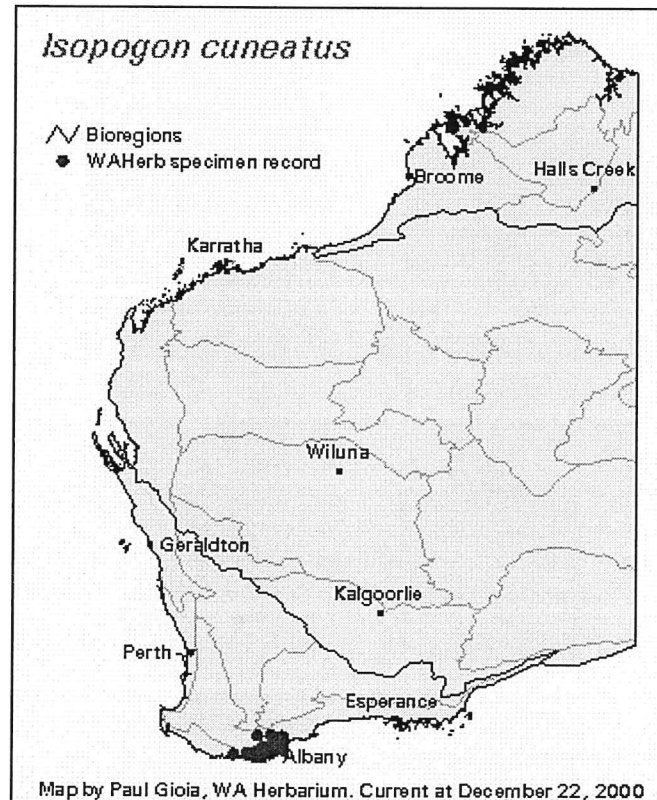 Isopogon cuneatus
Bioregions
WAHerb specimen record
Broome
Halls Creek
Karratha
Wiluna
Geraldton
Kalgoorlie
Perth
Esperance
Albany
Map by Paul Gioia, WA Herbarium. Current at December 22, 2000